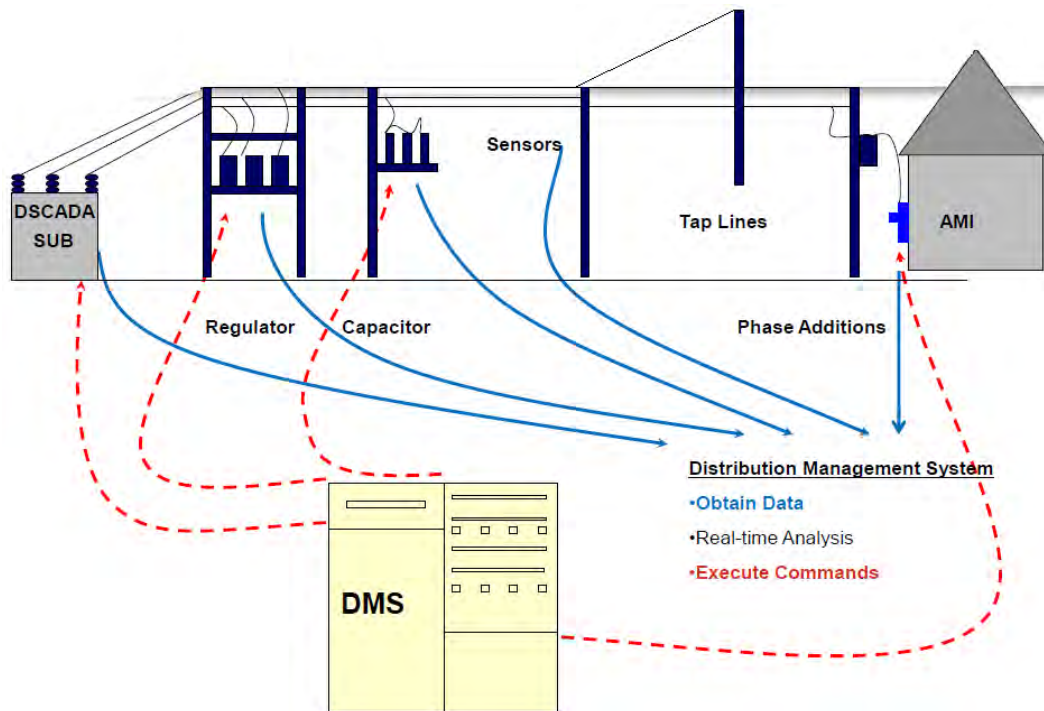 Sensors
DSCADA
SUB
Tap Lines
AMI
Regulator
Capacitor
Phase Additions
Distribution Management System
•Obtain Data
•Real-time Analysis
•Execute Commands
DMS